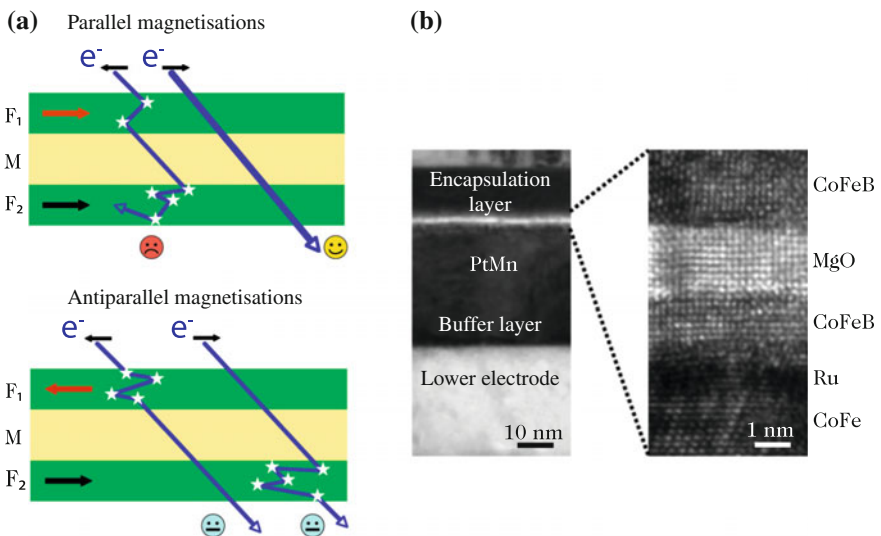 (a)
Parallel magnetisations
e- e-
F1
M
F2
Antiparallel magnetisations
e- e-
F1
M
F2
(b)
Encapsulation
layer
PtMn
Buffer layer
Lower electrode
10 nm
CoFeB
MgO
CoFeB
Ru
CoFe
1 nm